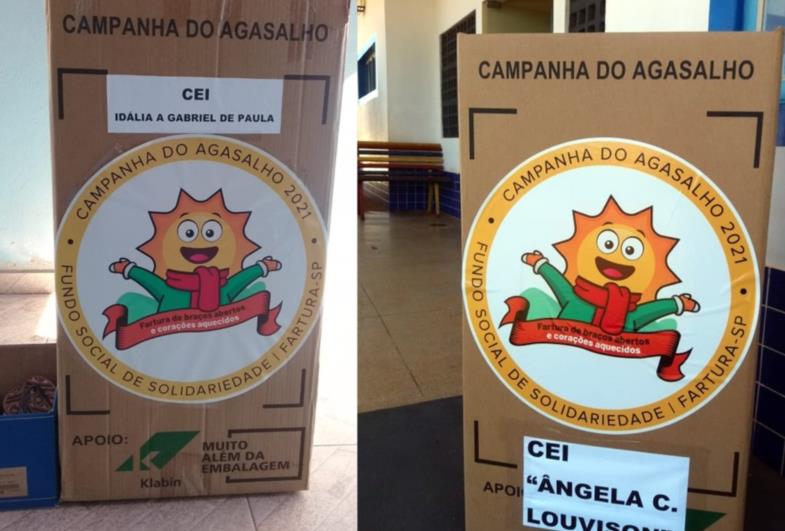 CAMPANHA DO AGASALHO
CEI
IDÁLIA A GABRIEL DE PAULA
CAMPANHA DO AGASALHO 2021
FUNDO SOCIAL DE SOLIDARIEDADE | FARTURA-SP
Fartura de braços abertos
e corações aquecidos
APOIO:
Klabin
MUITO
ALÉM DA
EMBALAGEM
CAMPANHA DO AGASALHO
CAMPANHA DO AGASALHO 2021
FUNDO SOCIAL DE SOLIDARIEDADE | FARTURA-SP
Fartura de braços abertos
e corações aquecidos
CEI
"ÂNGELA C.